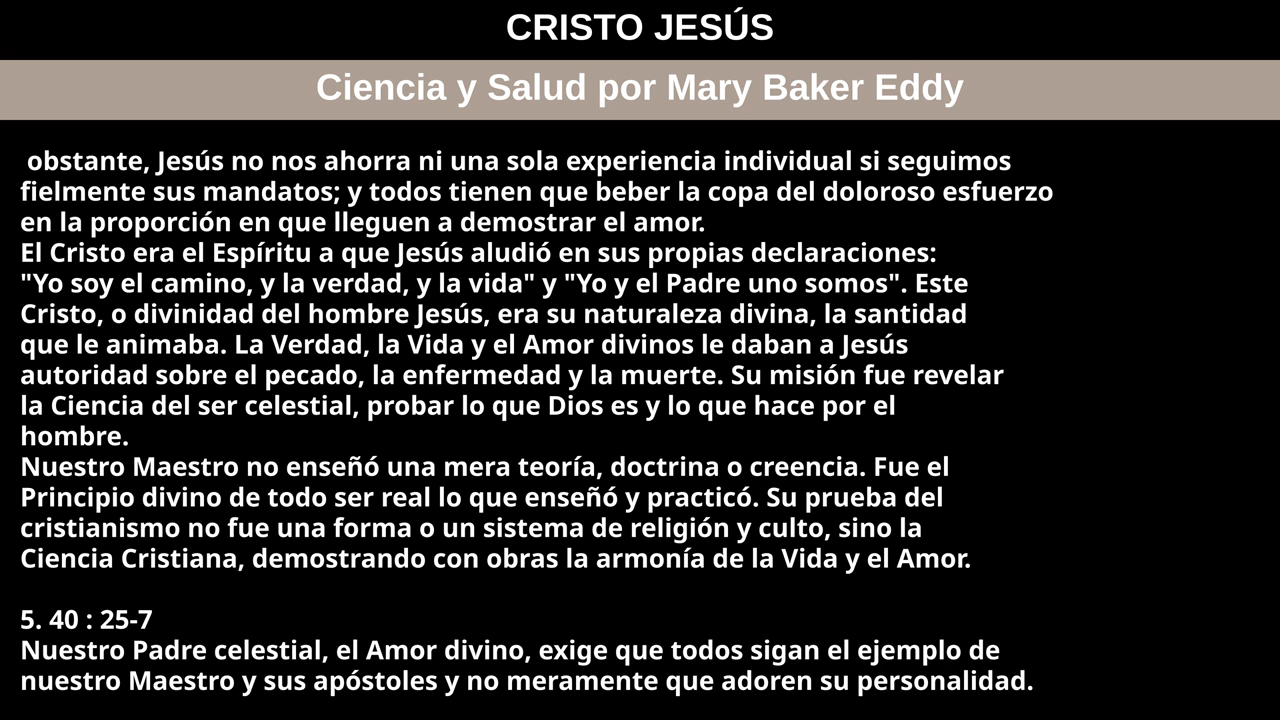 CRISTO JESÚS
Ciencia y Salud por Mary Baker Eddy
obstante, Jesús no nos ahorra ni una sola experiencia individual si seguimos
fielmente sus mandatos; y todos tienen que beber la copa del doloroso esfuerzo
en la proporción en que lleguen a demostrar el amor.
El Cristo era el Espíritu a que Jesús aludió en sus propias declaraciones:
"Yo soy el camino, y la verdad, y la vida" y "Yo y el Padre uno somos". Este
Cristo, o divinidad del hombre Jesús, era su naturaleza divina, la santidad
que le animaba. La Verdad, la Vida y el Amor divinos le daban a Jesús
autoridad sobre el pecado, la enfermedad y la muerte. Su misión fue revelar
la Ciencia del ser celestial, probar lo que Dios es y lo que hace por el
hombre.
Nuestro Maestro no enseñó una mera teoría, doctrina o creencia. Fue el
Principio divino de todo ser real lo que enseñó y practicó. Su prueba del
cristianismo no fue una forma o un sistema de religión y culto, sino la
Ciencia Cristiana, demostrando con obras la armonía de la Vida y el Amor.
5. 40 : 25-7
Nuestro Padre celestial, el Amor divino, exige que todos sigan el ejemplo de
nuestro Maestro y sus apóstoles y no meramente que adoren su personalidad.